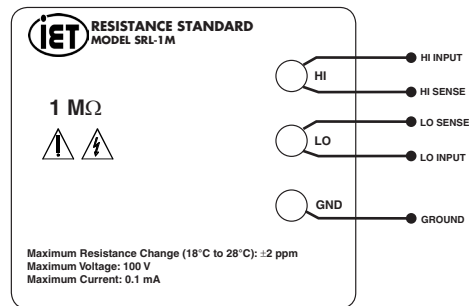 iET RESISTANCE STANDARD
MODEL SRL-1M
HI INPUT
HI
HI SENSE
1 MΩ
LO SENSE
LO
LO INPUT
GND
GROUND
Maximum Resistance Change (18°C to 28°C): ±2 ppm
Maximum Voltage: 100 V
Maximum Current: 0.1 mA